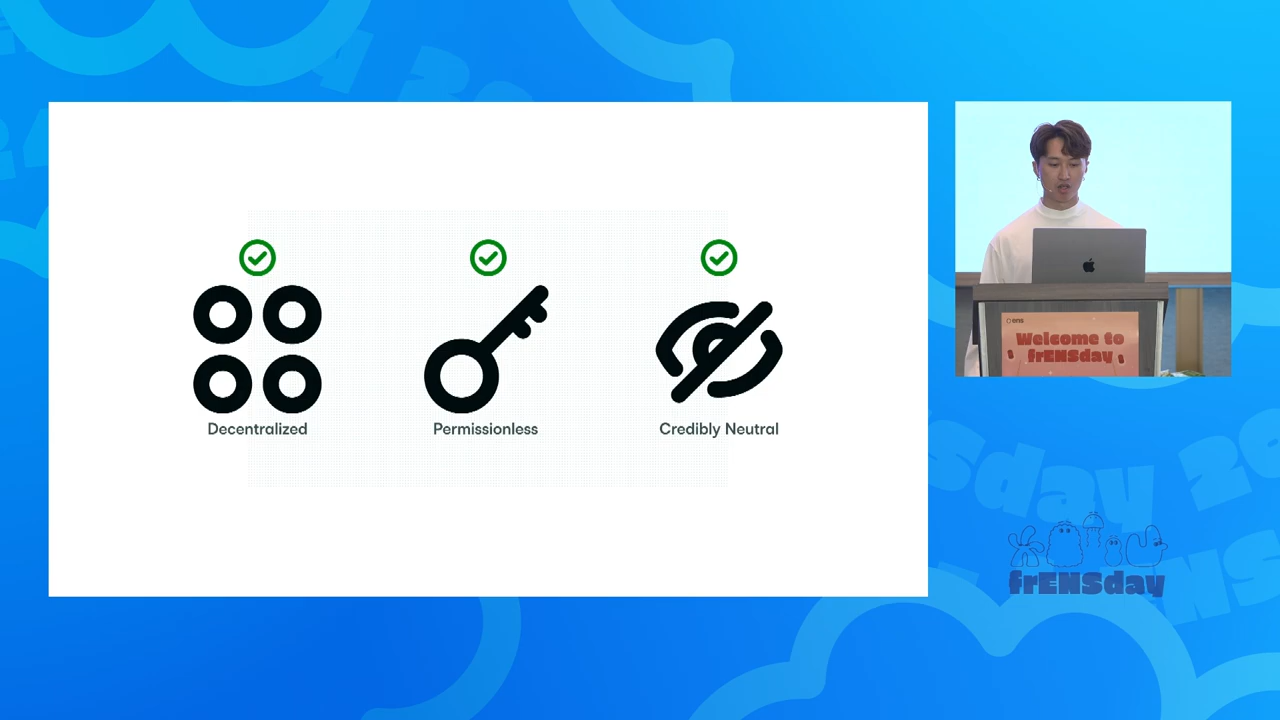 Decentralized
Permissionless
Credibly Neutral
ens
Welcome to
frENSday
frENSday